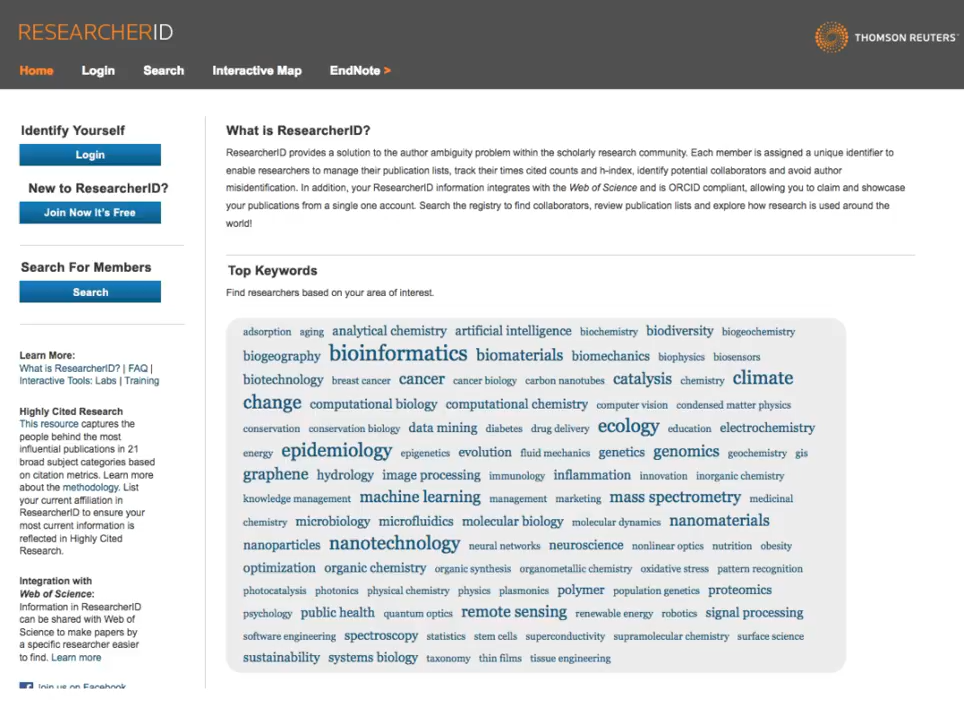 RESEARCHERID
THOMSON REUTERS
Home Login Search Interactive Map EndNote >
Identify Yourself
Login
New to ResearcherID?
Join Now It's Free
Search For Members
Search
Learn More:
What is ResearcherID? | FAQ |
Interactive Tools: Labs | Training
Highly Cited Research
This resource captures the
people behind the most
influential publications in 21
broad subject categories based
on citation metrics. Learn more
about the methodology. List
your current affiliation in
ResearcherID to ensure your
most current information is
reflected in Highly Cited
Research.
Integration with
Web of Science:
Information in ResearcherID
can be shared with Web of
Science to make papers by
a specific researcher easier
to find. Learn more
Join us on Facebook
What is ResearcherID?
ResearcherID provides a solution to the author ambiguity problem within the scholarly research community. Each member is assigned a unique identifier to
enable researchers to manage their publication lists, track their times cited counts and h-index, identify potential collaborators and avoid author
misidentification. In addition, your ResearcherID information integrates with the Web of Science and is ORCID compliant, allowing you to claim and showcase
your publications from a single one account. Search the registry to find collaborators, review publication lists and explore how research is used around the
world!
Top Keywords
Find researchers based on your area of interest.
adsorption aging analytical chemistry artificial intelligence biochemistry biodiversity biogeochemistry
biogeography bioinformatics biomaterials biomechanics biophysics biosensors
biotechnology breast cancer cancer cancer biology carbon nanotubes catalysis chemistry climate
change computational biology computational chemistry computer vision condensed matter physics
conservation conservation biology data mining diabetes drug delivery ecology education electrochemistry
energy epidemiology epigenetics evolution fluid mechanics genetics genomics geochemistry gis
graphene hydrology image processing immunology inflammation innovation inorganic chemistry
knowledge management machine learning management marketing mass spectrometry medicinal
chemistry microbiology microfluidics molecular biology molecular dynamics nanomaterials
nanoparticles nanotechnology neural networks neuroscience nonlinear optics nutrition obesity
optimization organic chemistry organic synthesis organometallic chemistry oxidative stress pattern recognition
photocatalysis photonics physical chemistry physics plasmonics polymer population genetics proteomics
psychology public health quantum optics remote sensing renewable energy robotics signal processing
software engineering spectroscopy statistics stem cells superconductivity supramolecular chemistry surface science
sustainability systems biology taxonomy thin films tissue engineering